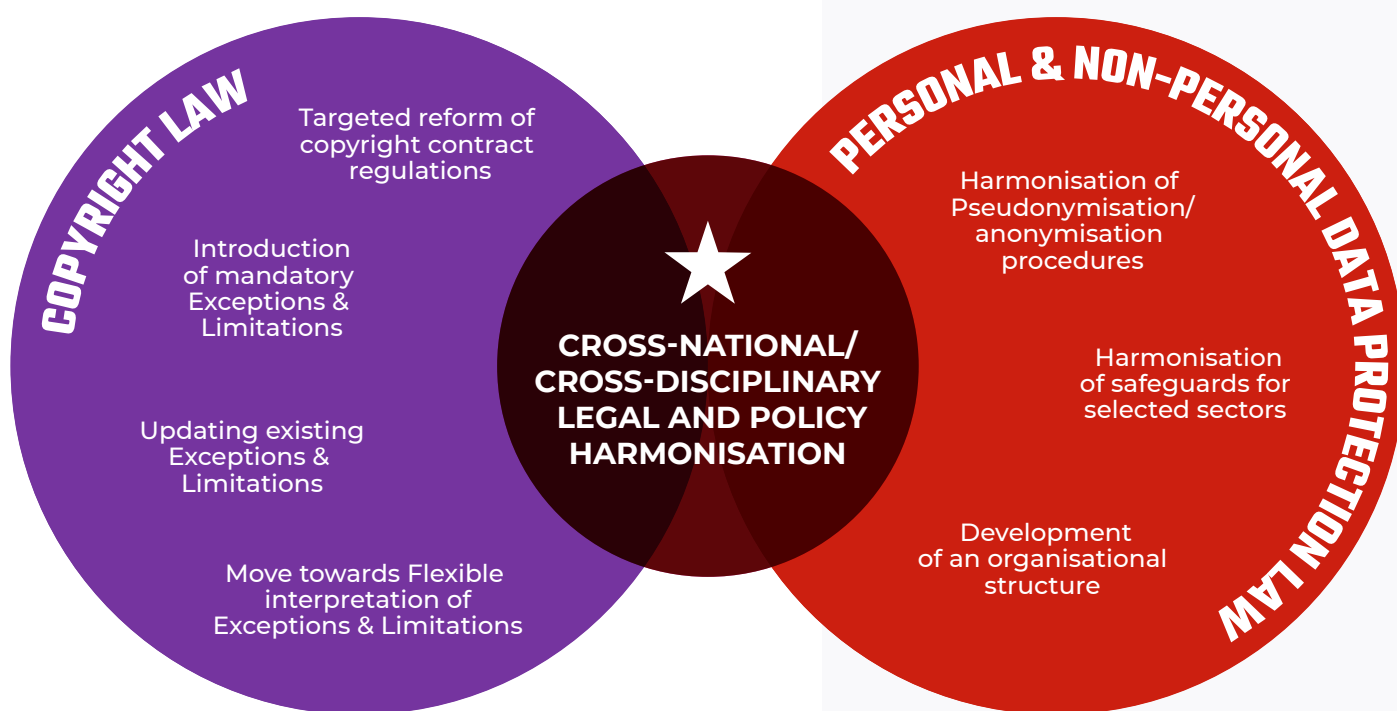 COPYRIGHT LAW
Targeted reform of
copyright contract
regulations
Introduction
of mandatory
Exceptions &
Limitations
Updating existing
Exceptions &
Limitations
Move towards Flexible
interpretation of
Exceptions & Limitations
CROSS-NATIONAL/
CROSS-DISCIPLINARY
LEGAL AND POLICY
HARMONISATION
PERSONAL & NON-PERSONAL DATA PROTECTION LAW
Harmonisation of
Pseudonymisation/
anonymisation
procedures
Harmonisation
of safeguards for
selected sectors
Development
of an organisational
structure